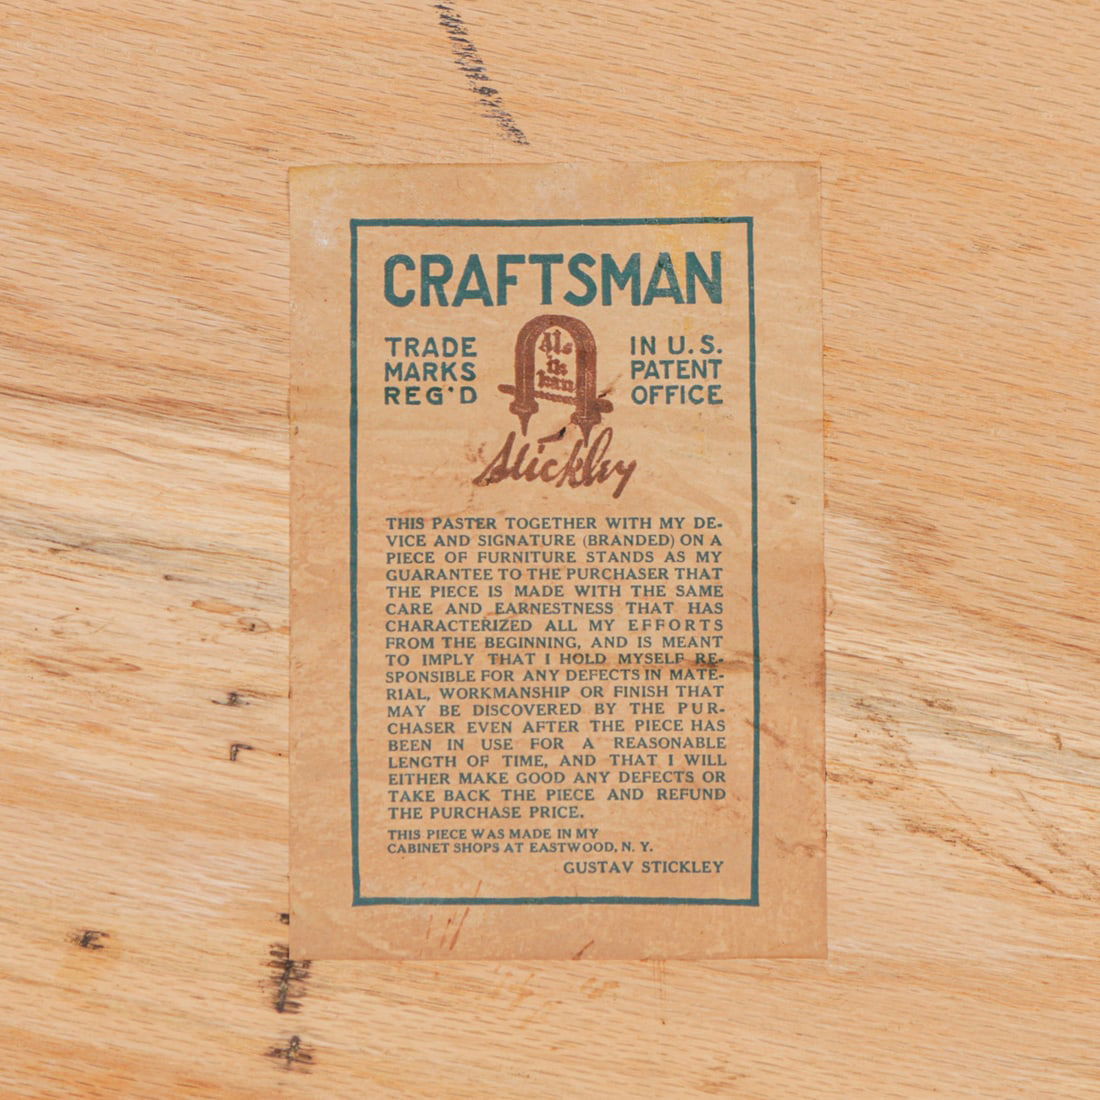 CRAFTSMAN
TRADE
MARKS
REG'D
Als
ik
kan
IN U.S.
PATENT
OFFICE
Stickley
THIS PASTER TOGETHER WITH MY DE-
VICE AND SIGNATURE (BRANDED) ON A
PIECE OF FURNITURE STANDS AS MY
GUARANTEE TO THE PURCHASER THAT
THE PIECE IS MADE WITH THE SAME
CARE AND EARNESTNESS THAT HAS
CHARACTERIZED ALL MY EFFORTS
FROM THE BEGINNING, AND IS MEANT
TO IMPLY THAT I HOLD MYSELF RE-
SPONSIBLE FOR ANY DEFECTS IN MATE-
RIAL, WORKMANSHIP OR FINISH THAT
MAY BE DISCOVERED BY THE PUR-
CHASER EVEN AFTER THE PIECE HAS
BEEN IN USE FOR A REASONABLE
LENGTH OF TIME, AND THAT I WILL
EITHER MAKE GOOD ANY DEFECTS OR
TAKE BACK THE PIECE AND REFUND
THE PURCHASE PRICE.
THIS PIECE WAS MADE IN MY
CABINET SHOPS AT EASTWOOD, N. Y.
GUSTAV STICKLEY